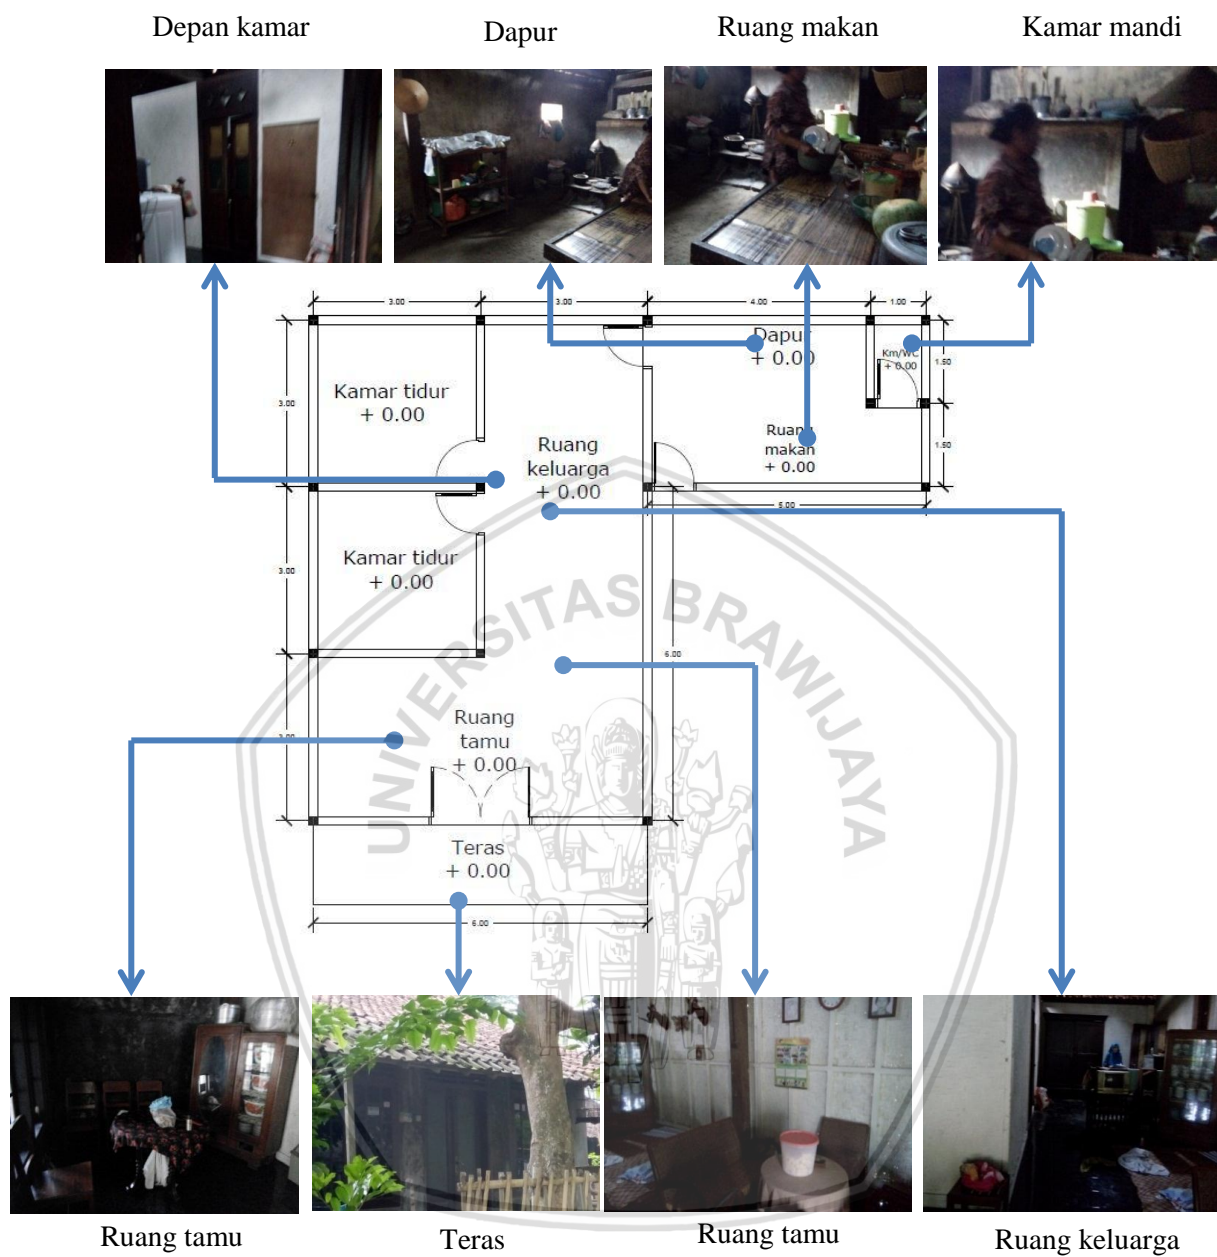 Depan kamar
Dapur
Ruang makan
Kamar mandi
3.00
3.00
4.00
1.00
Dapur
+ 0.00
Km/WC
+ 0.00
1.50
3.00
Kamar tidur
+ 0.00
Ruang
keluarga
+ 0.00
Ruang
makan
+ 0.00
1.50
5.00
3.00
Kamar tidur
+ 0.00
UNIVERSITAS BRAWIJAYA
6.00
3.00
Ruang
tamu
+ 0.00
Teras
+ 0.00
6.00
Ruang tamu
Teras
Ruang tamu
Ruang keluarga